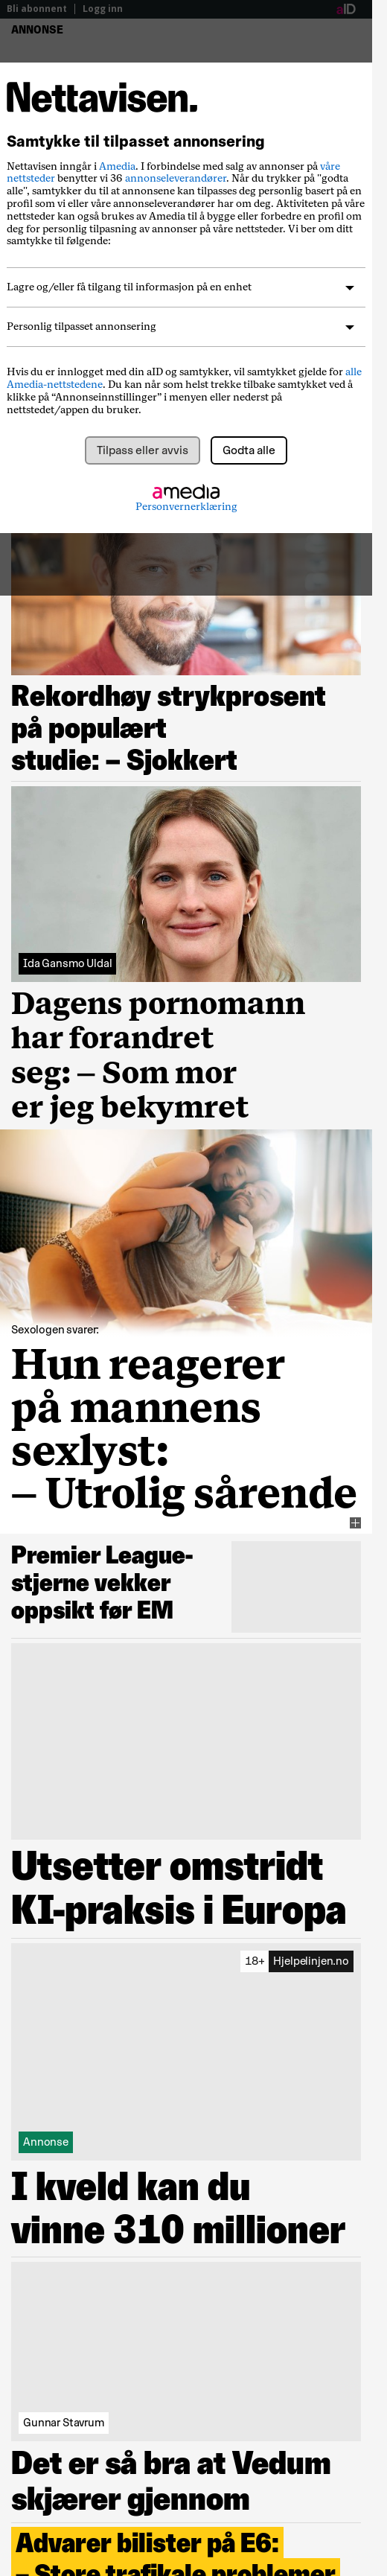 Bli abonnent | Logg inn
aID
ANNONSE
Nettavisen.
Samtykke til tilpasset annonsering
Nettavisen inngår i Amedia. I forbindelse med salg av annonser på våre
nettsteder benytter vi 36 annonseleverandører. Når du trykker på "godta
alle", samtykker du til at annonsene kan tilpasses deg personlig basert på en
profil som vi eller våre annonseleverandører har om deg. Aktiviteten på våre
nettsteder kan også brukes av Amedia til å bygge eller forbedre en profil om
deg for personlig tilpasning av annonser på våre nettsteder. Vi ber om ditt
samtykke til følgende:
Lagre og/eller få tilgang til informasjon på en enhet
Personlig tilpasset annonsering
Hvis du er innlogget med din aID og samtykker, vil samtykket gjelde for alle
Amedia-nettstedene. Du kan når som helst trekke tilbake samtykket ved å
klikke på “Annonseinnstillinger” i menyen eller nederst på
nettstedet/appen du bruker.
Tilpass eller avvis
Godta alle
amedia
Personvernerklæring
Rekordhøy strykprosent
på populært
studie: – Sjokkert
Ida Gansmo Uldal
Dagens pornomann
har forandret
seg: – Som mor
er jeg bekymret
Sexologen svarer:
Hun reagerer
på mannens
sexlyst:
– Utrolig sårende
Premier League-
stjerne vekker
oppsikt før EM
Utsetter omstridt
KI-praksis i Europa
18+ Hjelpelinjen.no
Annonse
I kveld kan du
vinne 310 millioner
Gunnar Stavrum
Det er så bra at Vedum
skjærer gjennom
Advarer bilister på E6:
– Store trafikale problemer